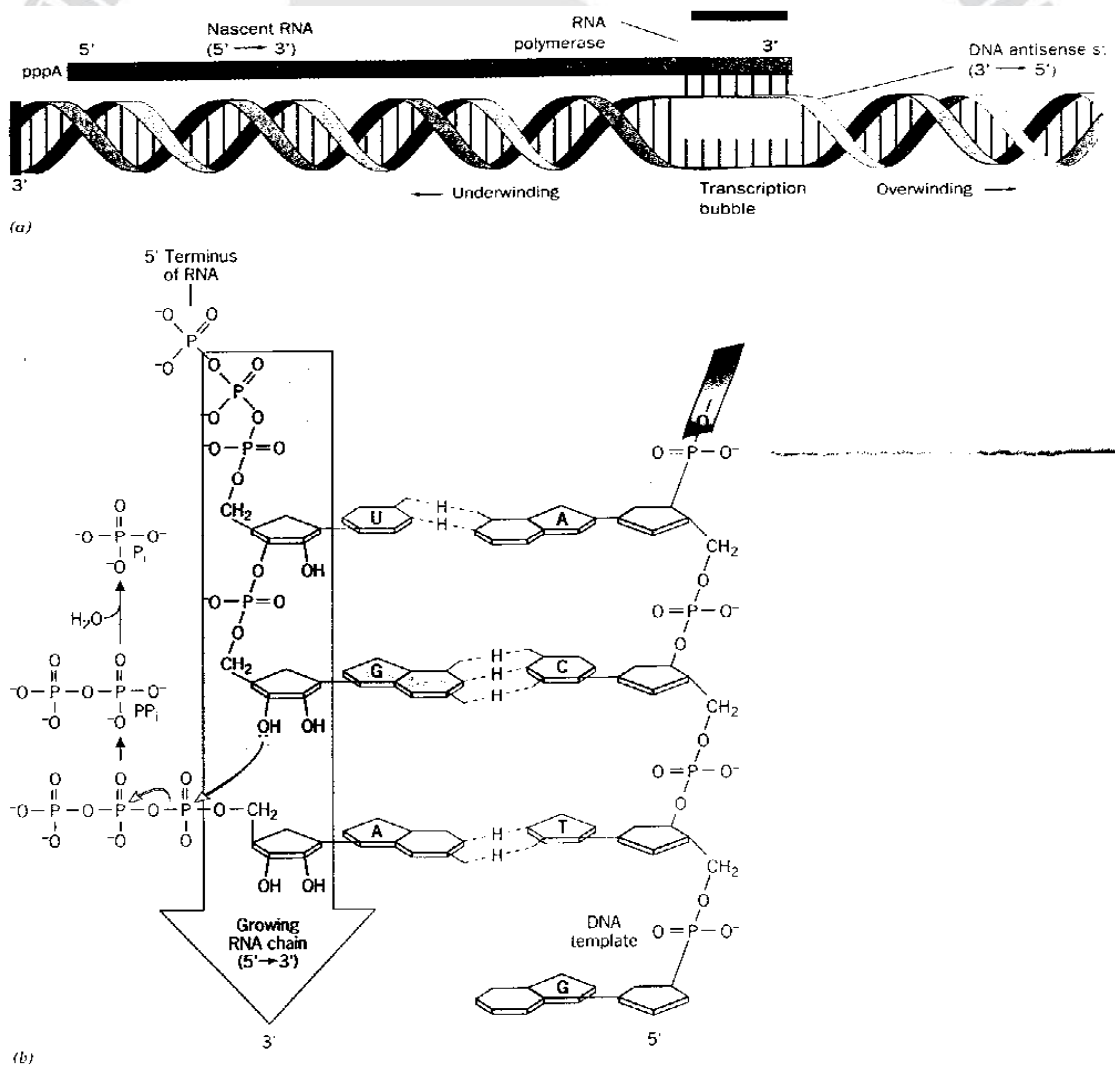 Nascent RNA
(5' → 3')
RNA
polymerase
5'
3'
DNA antisense s
(3' → 5')
pppA
3'
← Underwinding
Transcription
bubble
Overwinding →
(a)
5' Terminus
of RNA
⁻O
O
P
⁻O
O
O
P
⁻O
O
⁻O–P=O
O
CH₂
U
H
H
A
O
O=P–O⁻
CH₂
O
OH
O
⁻O–P–O⁻
⁻O
Pᵢ
O
⁻O–P=O
O
O=P–O⁻
O
H₂O
O
CH₂
G
H
H
H
C
CH₂
O
O
⁻O–P–O–P–O⁻
⁻O
⁻O
PPᵢ
OH
OH
O
O=P–O⁻
O
O
O
O
⁻O–P–O–P–O–P–O–CH₂
⁻O
O⁻
O⁻
A
H
H
T
CH₂
OH
OH
O
Growing
RNA chain
(5'→3')
DNA
template
O=P–O⁻
O
G
3'
5'
(b)